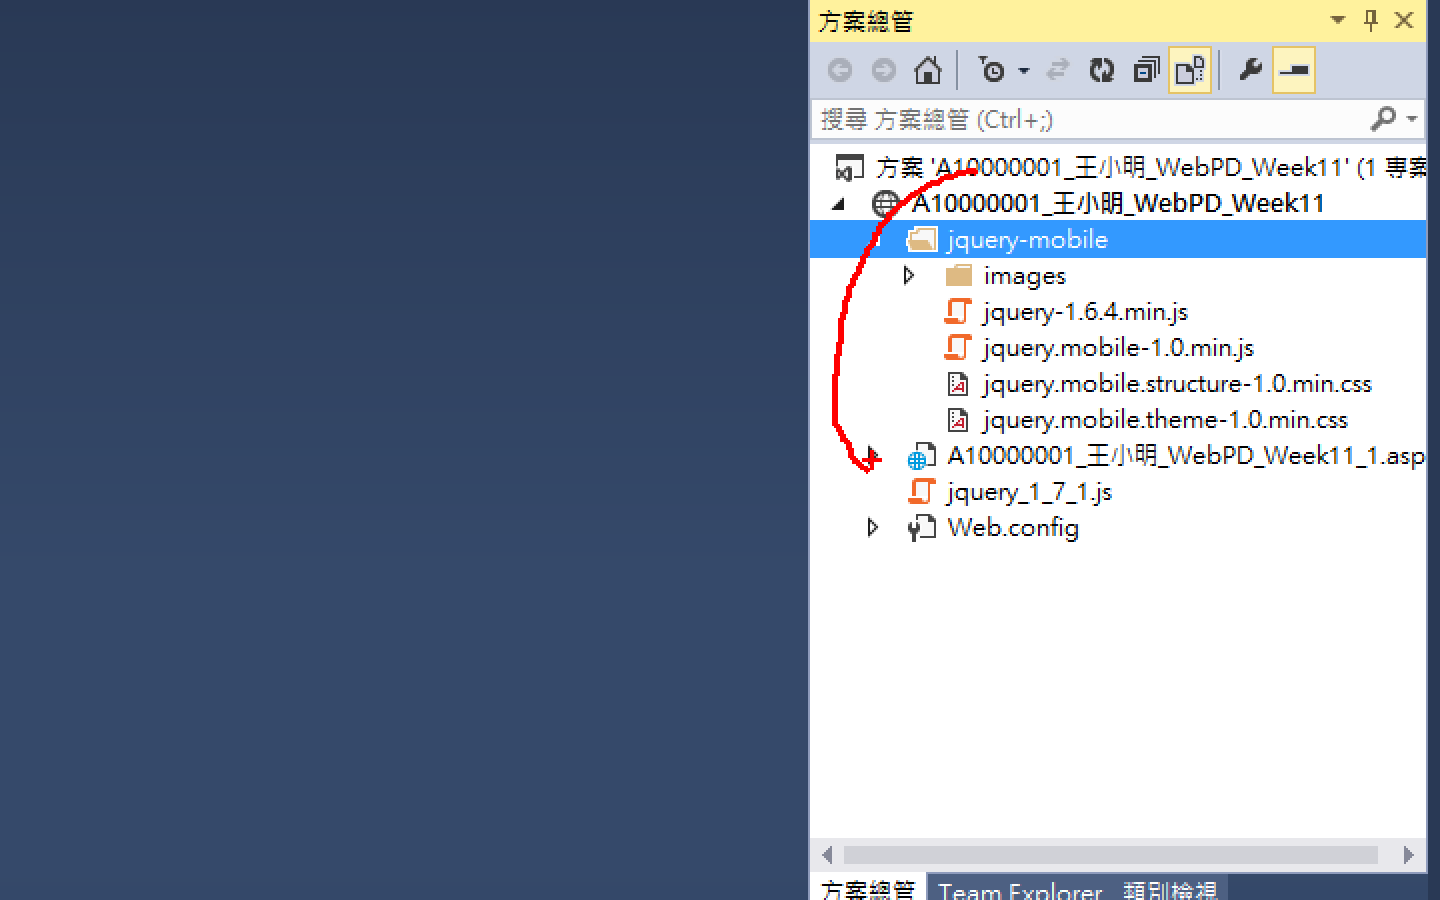 方案總管
搜尋 方案總管 (Ctrl+;)
方案 'A10000001_王小明_WebPD_Week11' (1 專案
A10000001_王小明_WebPD_Week11
jquery-mobile
images
jquery-1.6.4.min.js
jquery.mobile-1.0.min.js
jquery.mobile.structure-1.0.min.css
jquery.mobile.theme-1.0.min.css
A10000001_王小明_WebPD_Week11_1.asp
jquery_1_7_1.js
Web.config
方案總管 Team Explorer 類別檢視